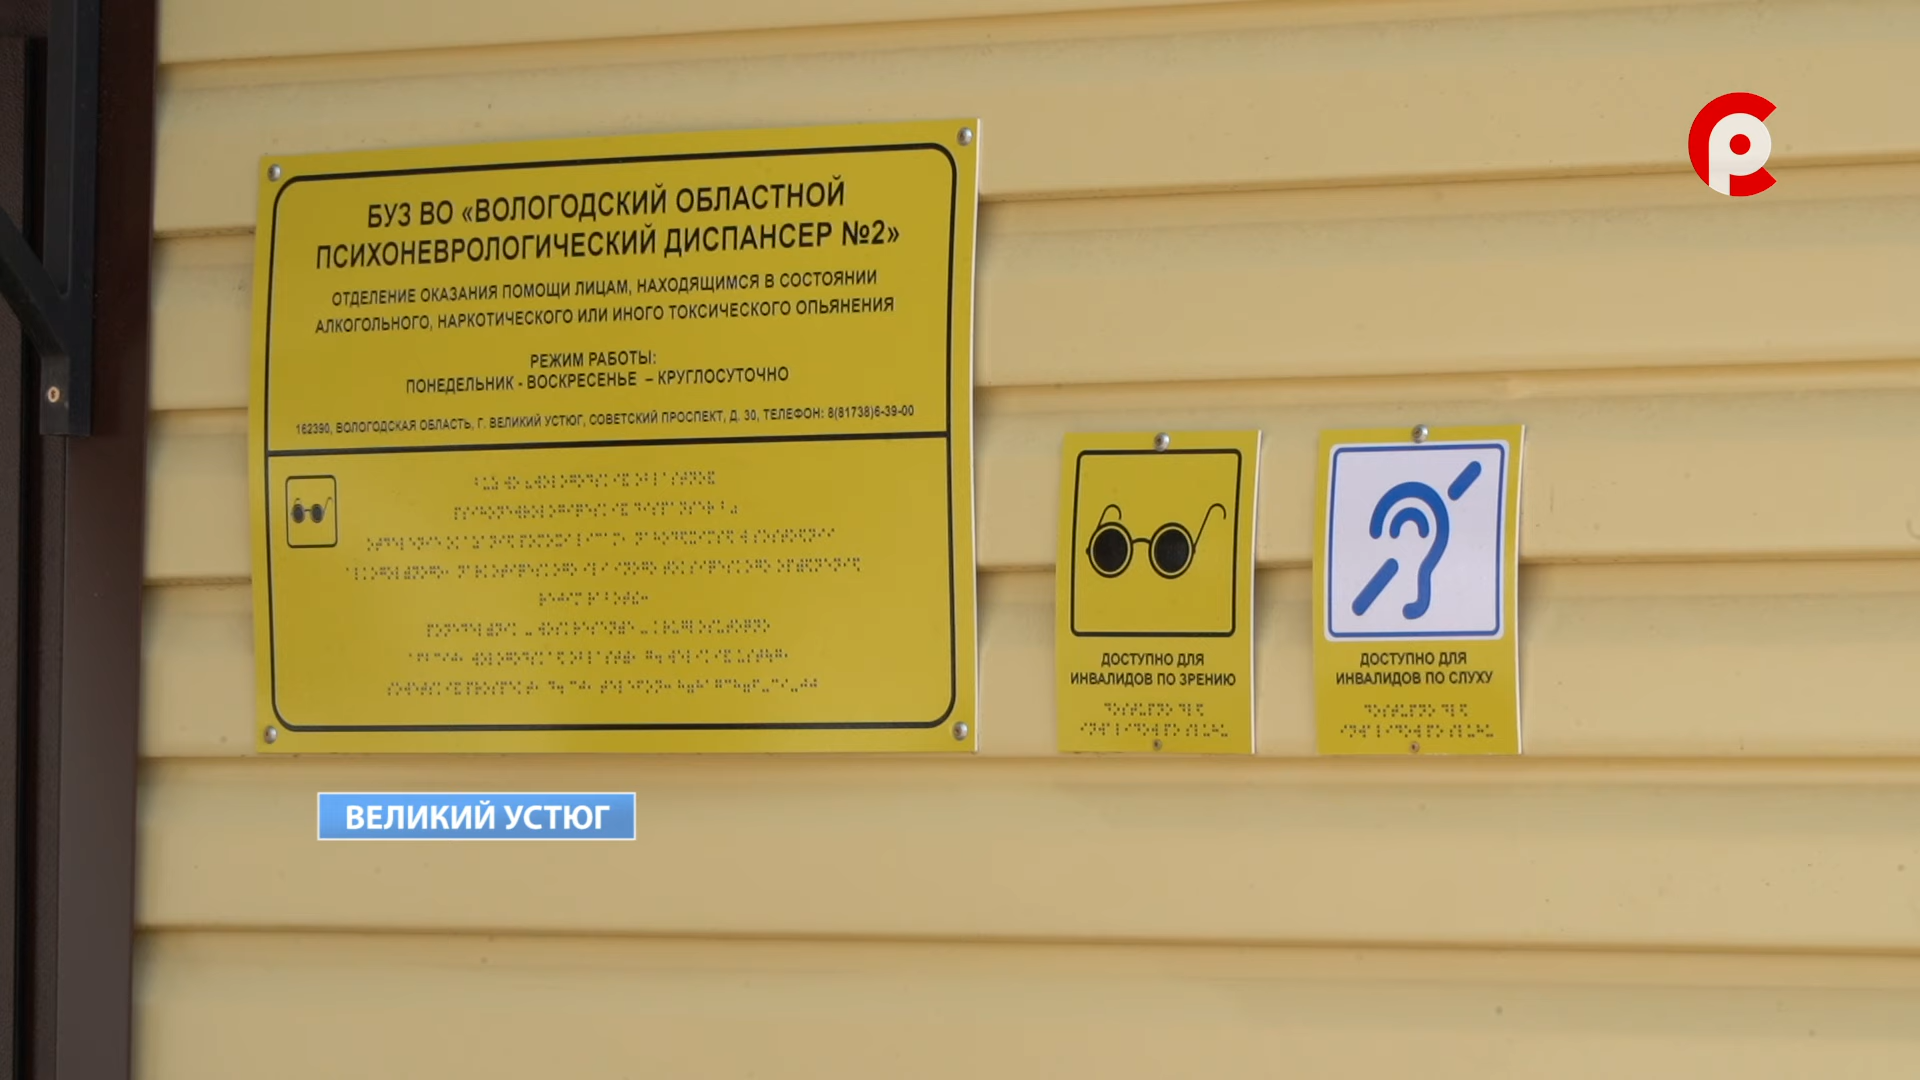 БУЗ ВО «ВОЛОГОДСКИЙ ОБЛАСТНОЙ
ПСИХОНЕВРОЛОГИЧЕСКИЙ ДИСПАНСЕР №2»
ОТДЕЛЕНИЕ ОКАЗАНИЯ ПОМОЩИ ЛИЦАМ, НАХОДЯЩИМСЯ В СОСТОЯНИИ
АЛКОГОЛЬНОГО, НАРКОТИЧЕСКОГО ИЛИ ИНОГО ТОКСИЧЕСКОГО ОПЬЯНЕНИЯ
РЕЖИМ РАБОТЫ:
ПОНЕДЕЛЬНИК - ВОСКРЕСЕНЬЕ – КРУГЛОСУТОЧНО
162390, ВОЛОГОДСКАЯ ОБЛАСТЬ, Г. ВЕЛИКИЙ УСТЮГ, СОВЕТСКИЙ ПРОСПЕКТ, Д. 30, ТЕЛЕФОН: 8(81738)6-39-00
ДОСТУПНО ДЛЯ
ИНВАЛИДОВ ПО ЗРЕНИЮ
ДОСТУПНО ДЛЯ
ИНВАЛИДОВ ПО СЛУХУ
ВЕЛИКИЙ УСТЮГ